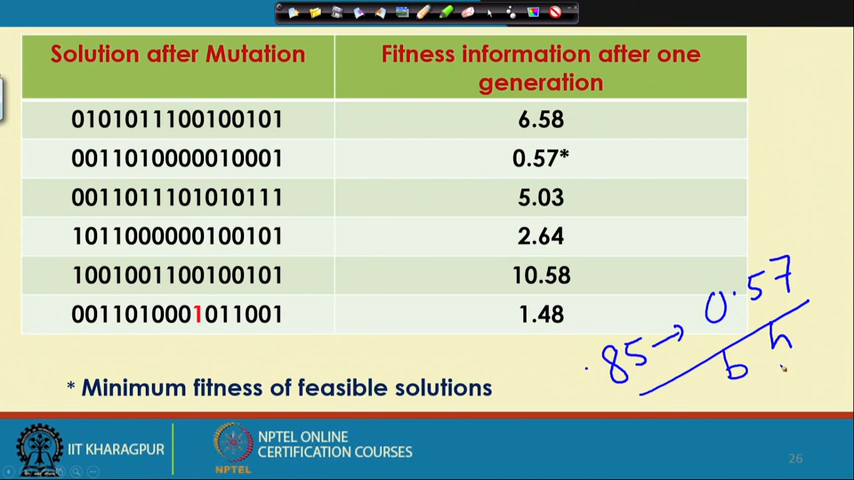 Solution after Mutation
Fitness information after one
generation
0101011100100101
6.58
0011010000010001
0.57*
0011011101010111
5.03
1011000000100101
2.64
1001001100100101
10.58
0011010001011001
1.48
.85→0.57
b h
* Minimum fitness of feasible solutions
IIT KHARAGPUR
NPTEL
NPTEL ONLINE
CERTIFICATION COURSES
26